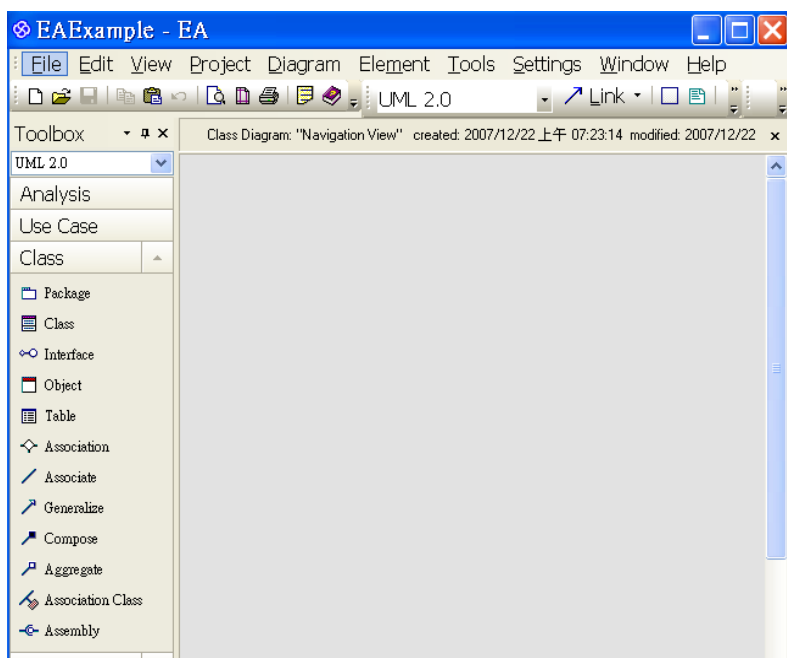 EAExample - EA
File Edit View Project Diagram Element Tools Settings Window Help
UML 2.0 Link
Toolbox
Class Diagram: "Navigation View" created: 2007/12/22 上午 07:23:14 modified: 2007/12/22
UML 2.0
Analysis
Use Case
Class
Package
Class
Interface
Object
Table
Association
Associate
Generalize
Compose
Aggregate
Association Class
Assembly